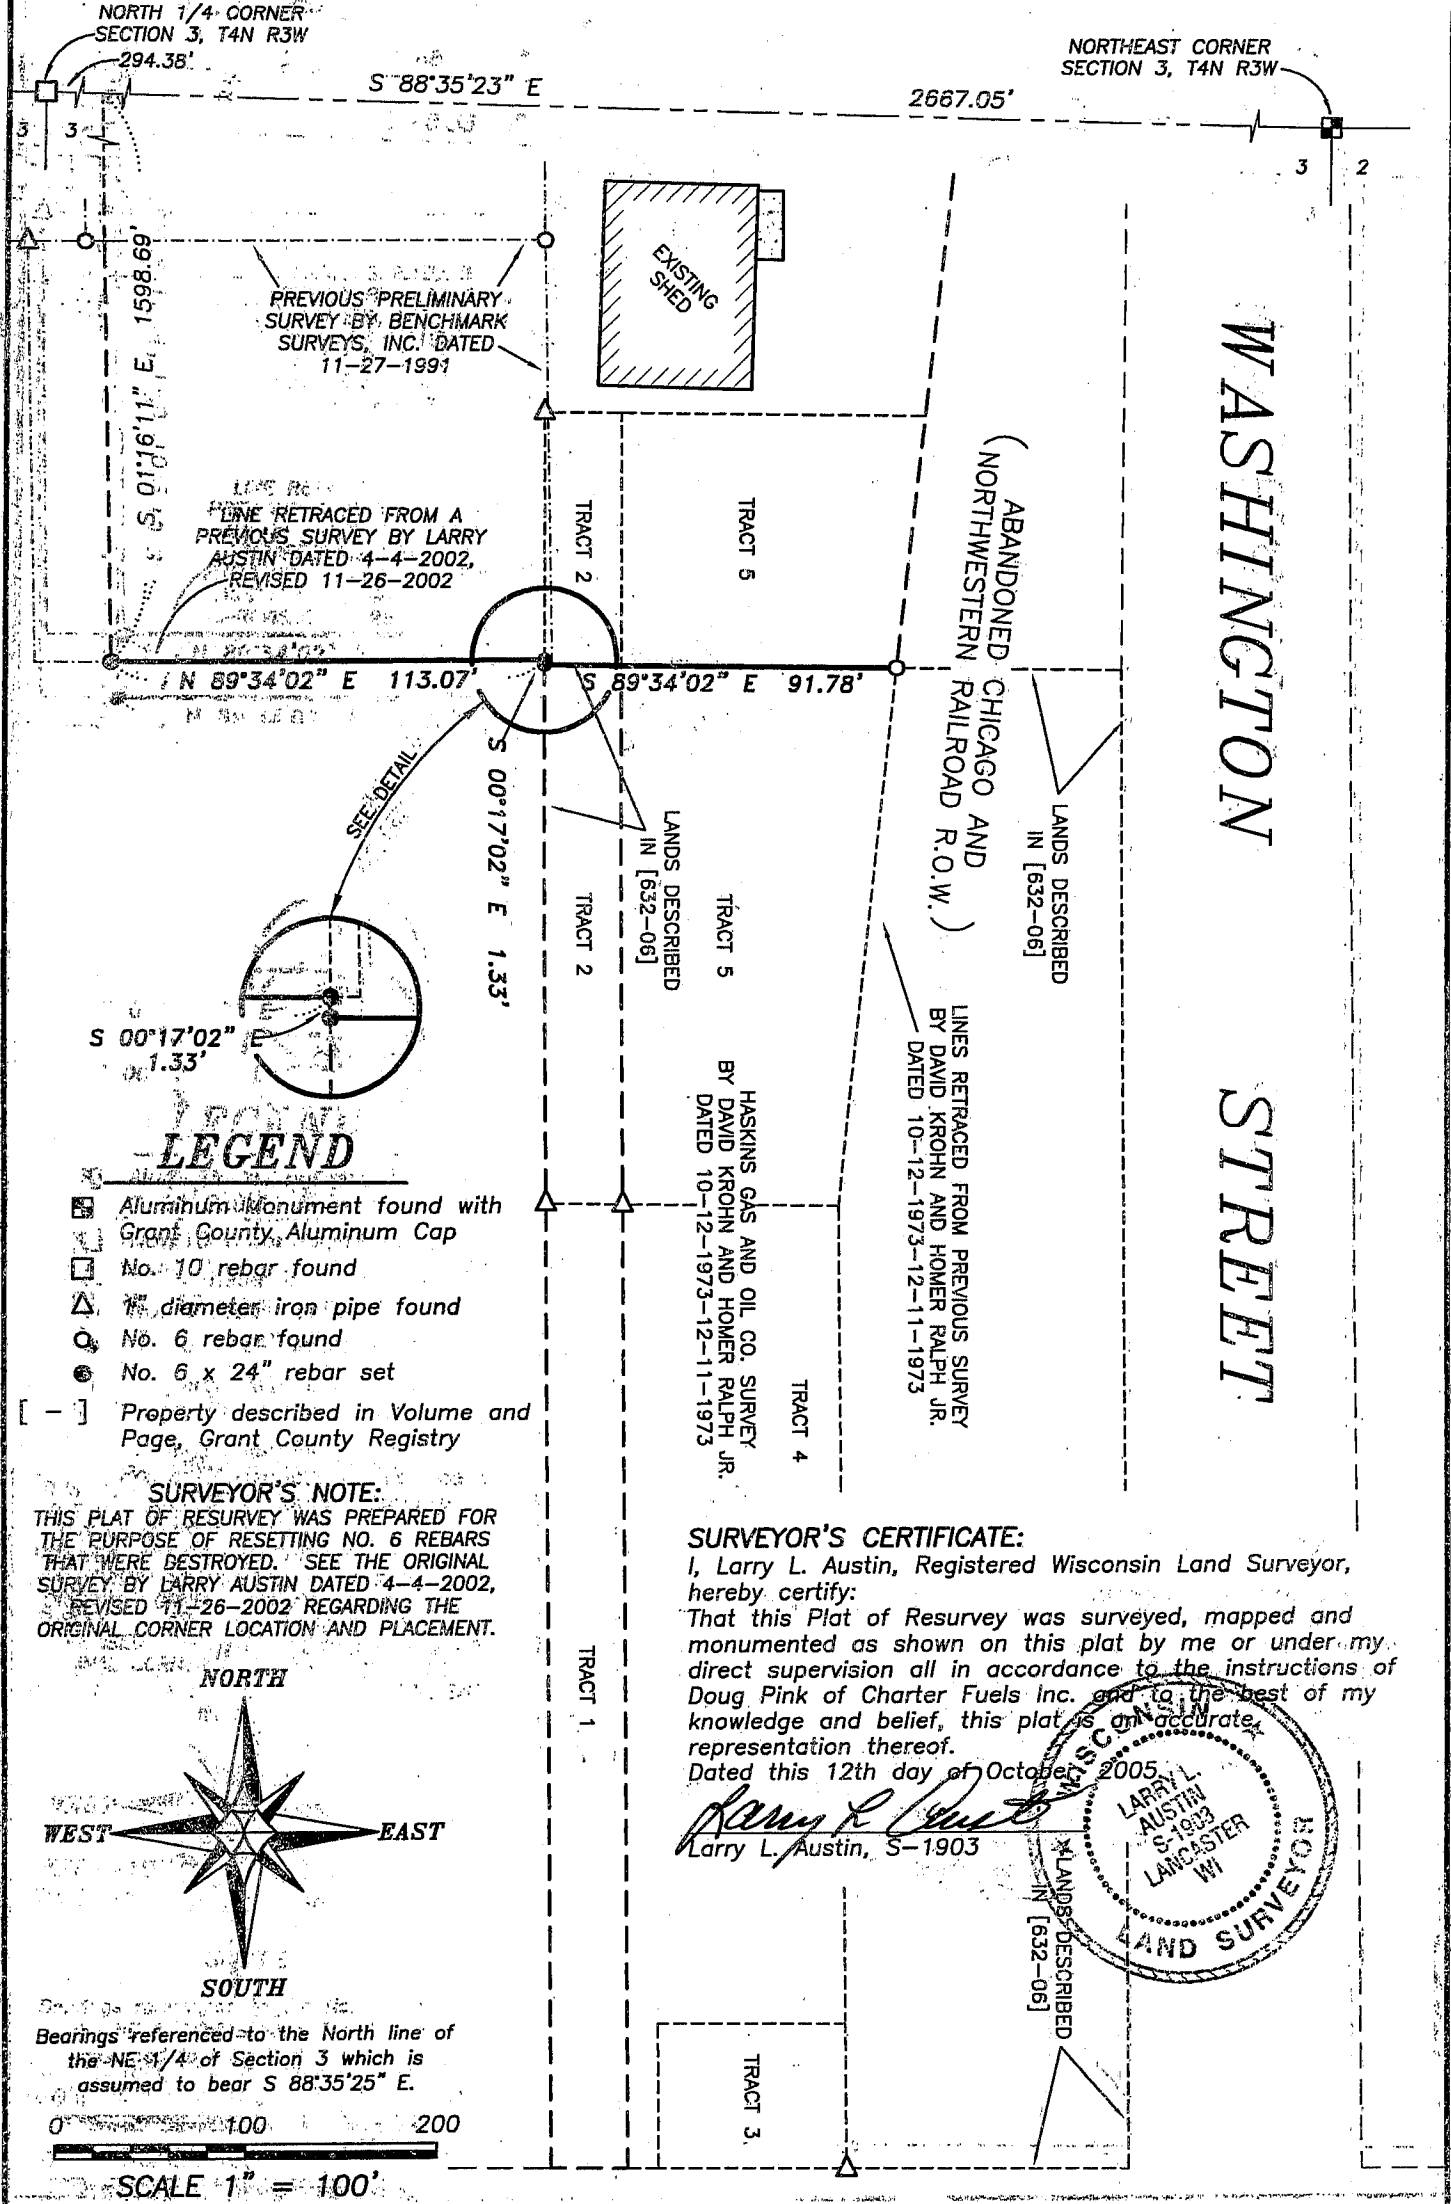 NORTH 1/4 CORNER
SECTION 3, T4N R3W
294.38'
S 88°35'23" E
2667.05'
NORTHEAST CORNER
SECTION 3, T4N R3W
3
3
3
2
EXISTING
SHED
PREVIOUS PRELIMINARY
SURVEY BY BENCHMARK
SURVEYS, INC. DATED
11-27-1991
S 01°16'11" E 1598.69'
LINE RETRACED FROM A
PREVIOUS SURVEY BY LARRY
AUSTIN DATED 4-4-2002,
REVISED 11-26-2002
TRACT 2
TRACT 5
(ABANDONED CHICAGO AND
NORTHWESTERN RAILROAD R.O.W.)
WASHINGTON STREET
N 89°34'02" E 113.07'
S 89°34'02" E 91.78'
S 00°17'02" E 1.33'
SEE DETAIL
LANDS DESCRIBED
IN [632-06]
LANDS DESCRIBED
IN [632-06]
TRACT 2
TRACT 5
S 00°17'02" E
1.33'
LINES RETRACED FROM PREVIOUS SURVEY
BY DAVID KROHN AND HOMER RALPH JR.
DATED 10-12-1973-12-11-1973
HASKINS GAS AND OIL CO. SURVEY
BY DAVID KROHN AND HOMER RALPH JR.
DATED 10-12-1973-12-11-1973
TRACT 4
LEGEND
Aluminum Monument found with
Grant County Aluminum Cap
No. 10 rebar found
1" diameter iron pipe found
No. 6 rebar found
No. 6 x 24" rebar set
[ - ] Property described in Volume and
Page, Grant County Registry
SURVEYOR'S NOTE:
THIS PLAT OF RESURVEY WAS PREPARED FOR
THE PURPOSE OF RESETTING NO. 6 REBARS
THAT WERE DESTROYED. SEE THE ORIGINAL
SURVEY BY LARRY AUSTIN DATED 4-4-2002,
REVISED 11-26-2002 REGARDING THE
ORIGINAL CORNER LOCATION AND PLACEMENT.
SURVEYOR'S CERTIFICATE:
I, Larry L. Austin, Registered Wisconsin Land Surveyor,
hereby certify:
That this Plat of Resurvey was surveyed, mapped and
monumented as shown on this plat by me or under my
direct supervision all in accordance to the instructions of
Doug Pink of Charter Fuels Inc. and to the best of my
knowledge and belief, this plat is an accurate
representation thereof.
Dated this 12th day of October, 2005.
Larry L Austin
Larry L. Austin, S-1903
WISCONSIN
LARRY L.
AUSTIN
S-1903
LANCASTER
WI
LAND SURVEYOR
TRACT 1
LANDS DESCRIBED
IN [632-06]
TRACT 3
NORTH
WEST
EAST
SOUTH
Bearings referenced to the North line of
the NE 1/4 of Section 3 which is
assumed to bear S 88°35'25" E.
0 100 200
SCALE 1" = 100'